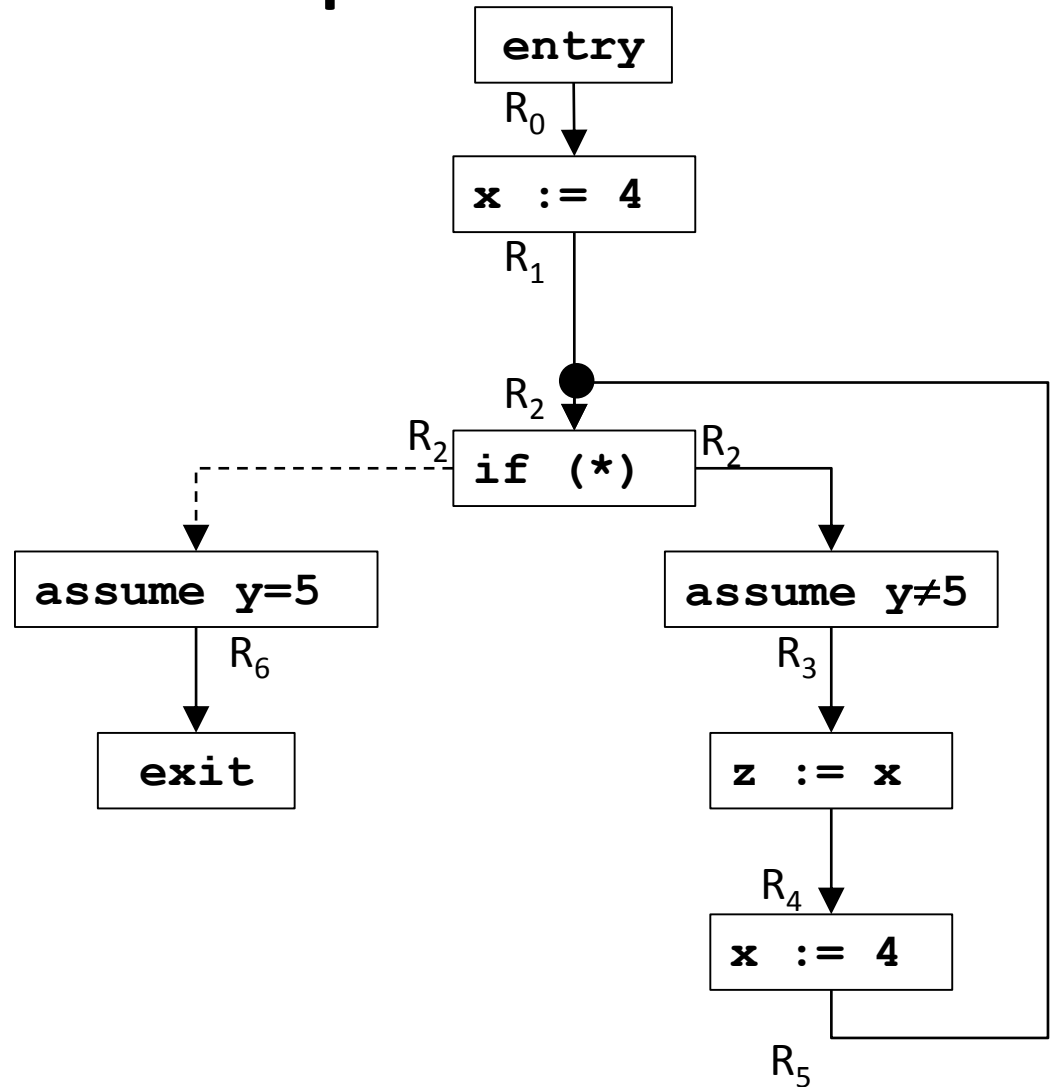 entry
R₀
x := 4
R₁
R₂
R₂
if (*)
R₂
assume y=5
assume y≠5
R₆
R₃
exit
z := x
R₄
x := 4
R₅